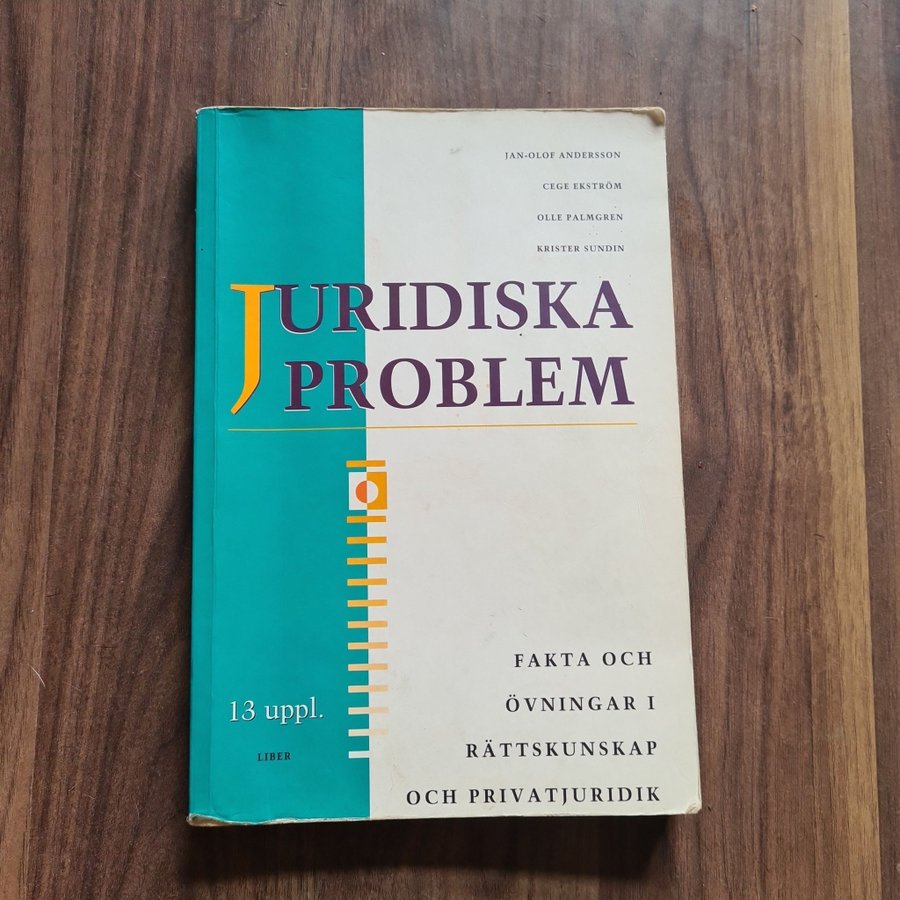 JAN-OLOF ANDERSSON
CEGE EKSTRÖM
OLLE PALMGREN
KRISTER SUNDIN
JURIDISKA
PROBLEM
13 uppl.
LIBER
FAKTA OCH
ÖVNINGAR I
RÄTTSKUNSKAP
OCH PRIVATJURIDIK